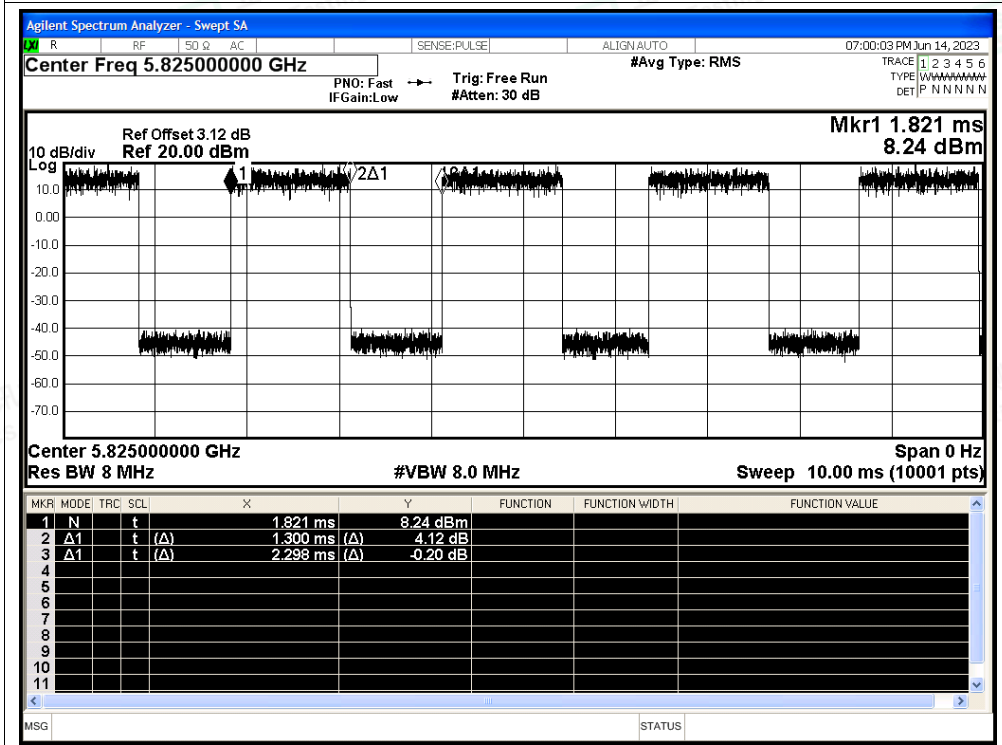 Agilent Spectrum Analyzer - Swept SA
LXI R RF 50 Ω AC SENSE:PULSE ALIGN AUTO 07:00:03 PM Jun 14, 2023
Center Freq 5.825000000 GHz #Avg Type: RMS TRACE 1 2 3 4 5 6
PNO: Fast Trig: Free Run TYPE W
IFGain:Low #Atten: 30 dB DET P N N N N N
Mkr1 1.821 ms
Ref Offset 3.12 dB
10 dB/div Ref 20.00 dBm 8.24 dBm
Log
1 2Δ1 3Δ1
10.0
0.00
-10.0
-20.0
-30.0
-40.0
-50.0
-60.0
-70.0
Center 5.825000000 GHz Span 0 Hz
Res BW 8 MHz #VBW 8.0 MHz Sweep 10.00 ms (10001 pts)
MKR MODE TRC SCL X Y FUNCTION FUNCTION WIDTH FUNCTION VALUE
1 N t 1.821 ms 8.24 dBm
2 Δ1 t (Δ) 1.300 ms (Δ) 4.12 dB
3 Δ1 t (Δ) 2.298 ms (Δ) -0.20 dB
4
5
6
7
8
9
10
11
MSG STATUS